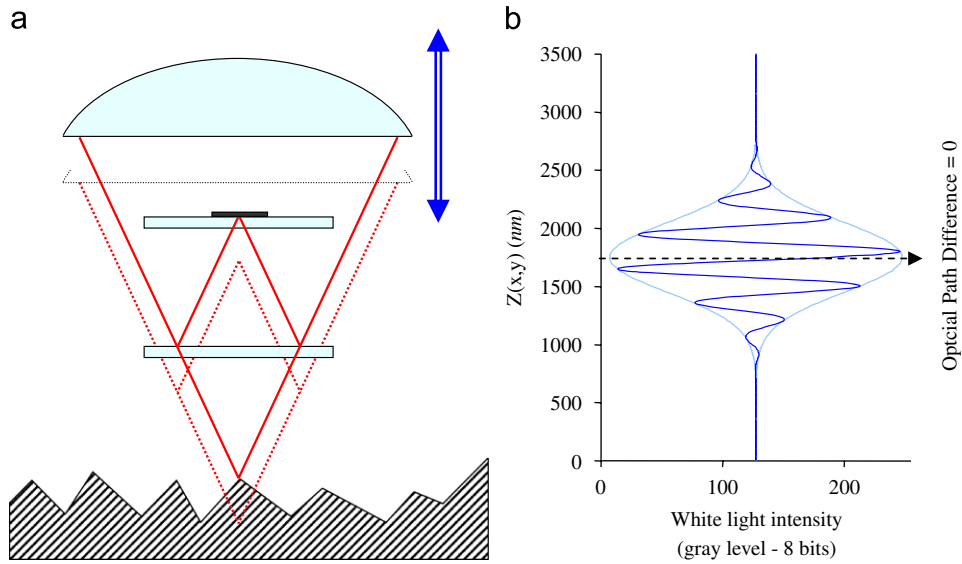 a
b
3500
3000
2500
2000
1500
1000
500
0
Z(x,y) (nm)
0
100
200
White light intensity
(gray level - 8 bits)
Optcial Path Difference = 0